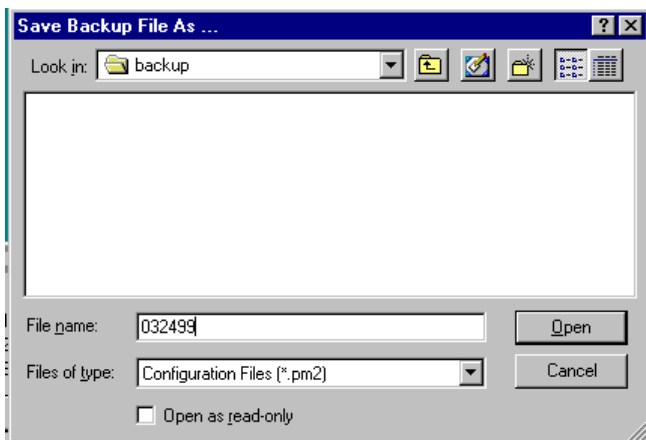 Save Backup File As ...
Look in: backup
File name: 032499
Open
Files of type: Configuration Files (*.pm2)
Cancel
Open as read-only